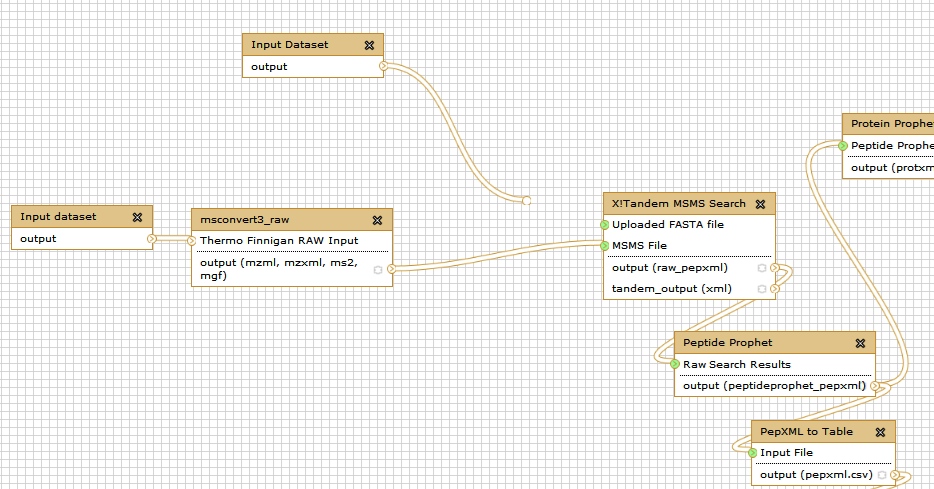 Input Dataset
output
Input dataset
output
msconvert3_raw
Thermo Finnigan RAW Input
output (mzml, mzxml, ms2,
mgf)
X!Tandem MSMS Search
Uploaded FASTA file
MSMS File
output (raw_pepxml)
tandem_output (xml)
Protein Prophet
Peptide Prophe
output (protxm
Peptide Prophet
Raw Search Results
output (peptideprophet_pepxml)
PepXML to Table
Input File
output (pepxml.csv)